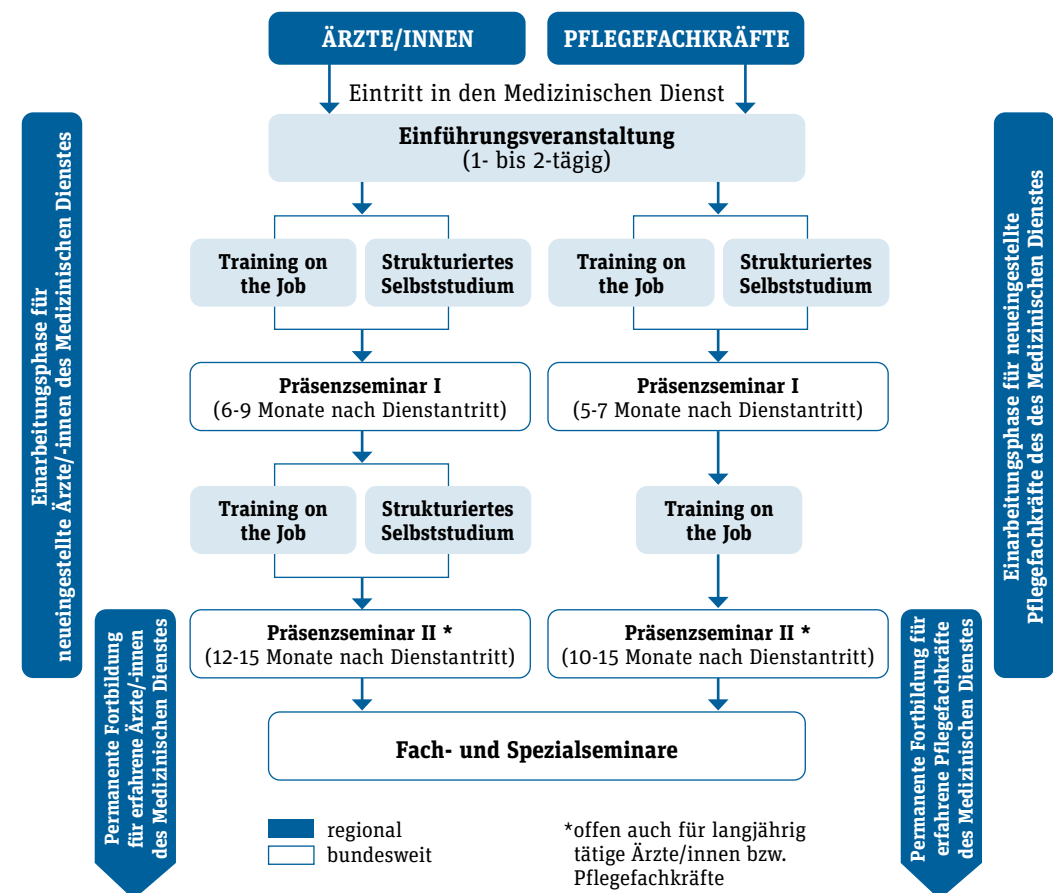 ÄRZTE/INNEN
PFLEGEFACHKRÄFTE
Eintritt in den Medizinischen Dienst
Einführungsveranstaltung
(1- bis 2-tägig)
Einarbeitungsphase für
neueingestellte Ärzte/-innen des Medizinischen Dienstes
Training on
the Job
Strukturiertes
Selbststudium
Training on
the Job
Strukturiertes
Selbststudium
Einarbeitungsphase für neueingestellte
Pflegefachkräfte des des Medizinischen Dienstes
Präsenzseminar I
(6-9 Monate nach Dienstantritt)
Präsenzseminar I
(5-7 Monate nach Dienstantritt)
Training on
the Job
Strukturiertes
Selbststudium
Training on
the Job
Präsenzseminar II *
(12-15 Monate nach Dienstantritt)
Präsenzseminar II *
(10-15 Monate nach Dienstantritt)
Permanente Fortbildung
für erfahrene Ärzte/-innen
des Medizinischen Dienstes
Permanente Fortbildung für
erfahrene Pflegefachkräfte
des Medizinischen Dienstes
Fach- und Spezialseminare
regional
bundesweit
*offen auch für langjährig
tätige Ärzte/innen bzw.
Pflegefachkräfte